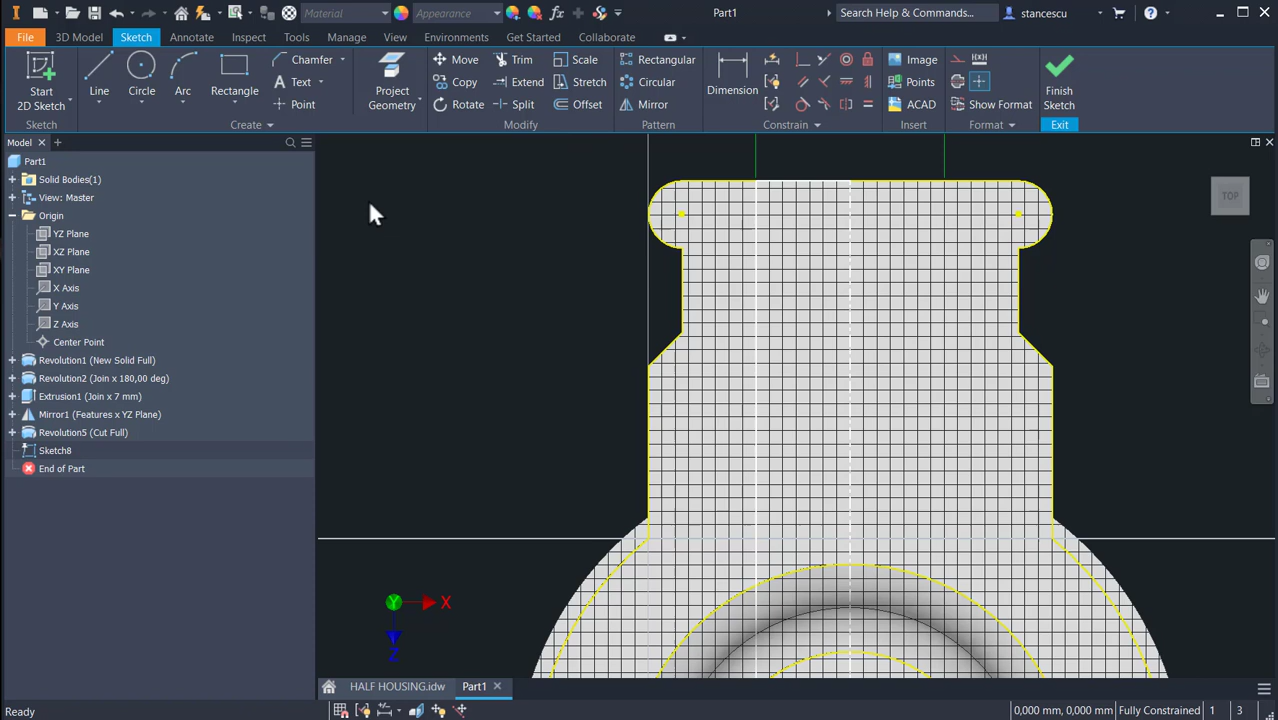 Material
Appearance
Part1
Search Help & Commands...
stancescu
File
3D Model
Sketch
Annotate
Inspect
Tools
Manage
View
Environments
Get Started
Collaborate
Start
2D Sketch
Line
Circle
Arc
Rectangle
Chamfer
Text
Point
Project
Geometry
Move
Copy
Rotate
Trim
Extend
Split
Scale
Stretch
Offset
Rectangular
Circular
Mirror
Dimension
Image
Points
ACAD
Show Format
Finish
Sketch
Sketch
Create
Modify
Pattern
Constrain
Insert
Format
Exit
Model
Part1
Solid Bodies(1)
View: Master
Origin
YZ Plane
XZ Plane
XY Plane
X Axis
Y Axis
Z Axis
Center Point
Revolution1 (New Solid Full)
Revolution2 (Join x 180,00 deg)
Extrusion1 (Join x 7 mm)
Mirror1 (Features x YZ Plane)
Revolution5 (Cut Full)
Sketch8
End of Part
TOP
Y
X
Z
HALF HOUSING.idw
Part1
Ready
0,000 mm, 0,000 mm
Fully Constrained
1
3